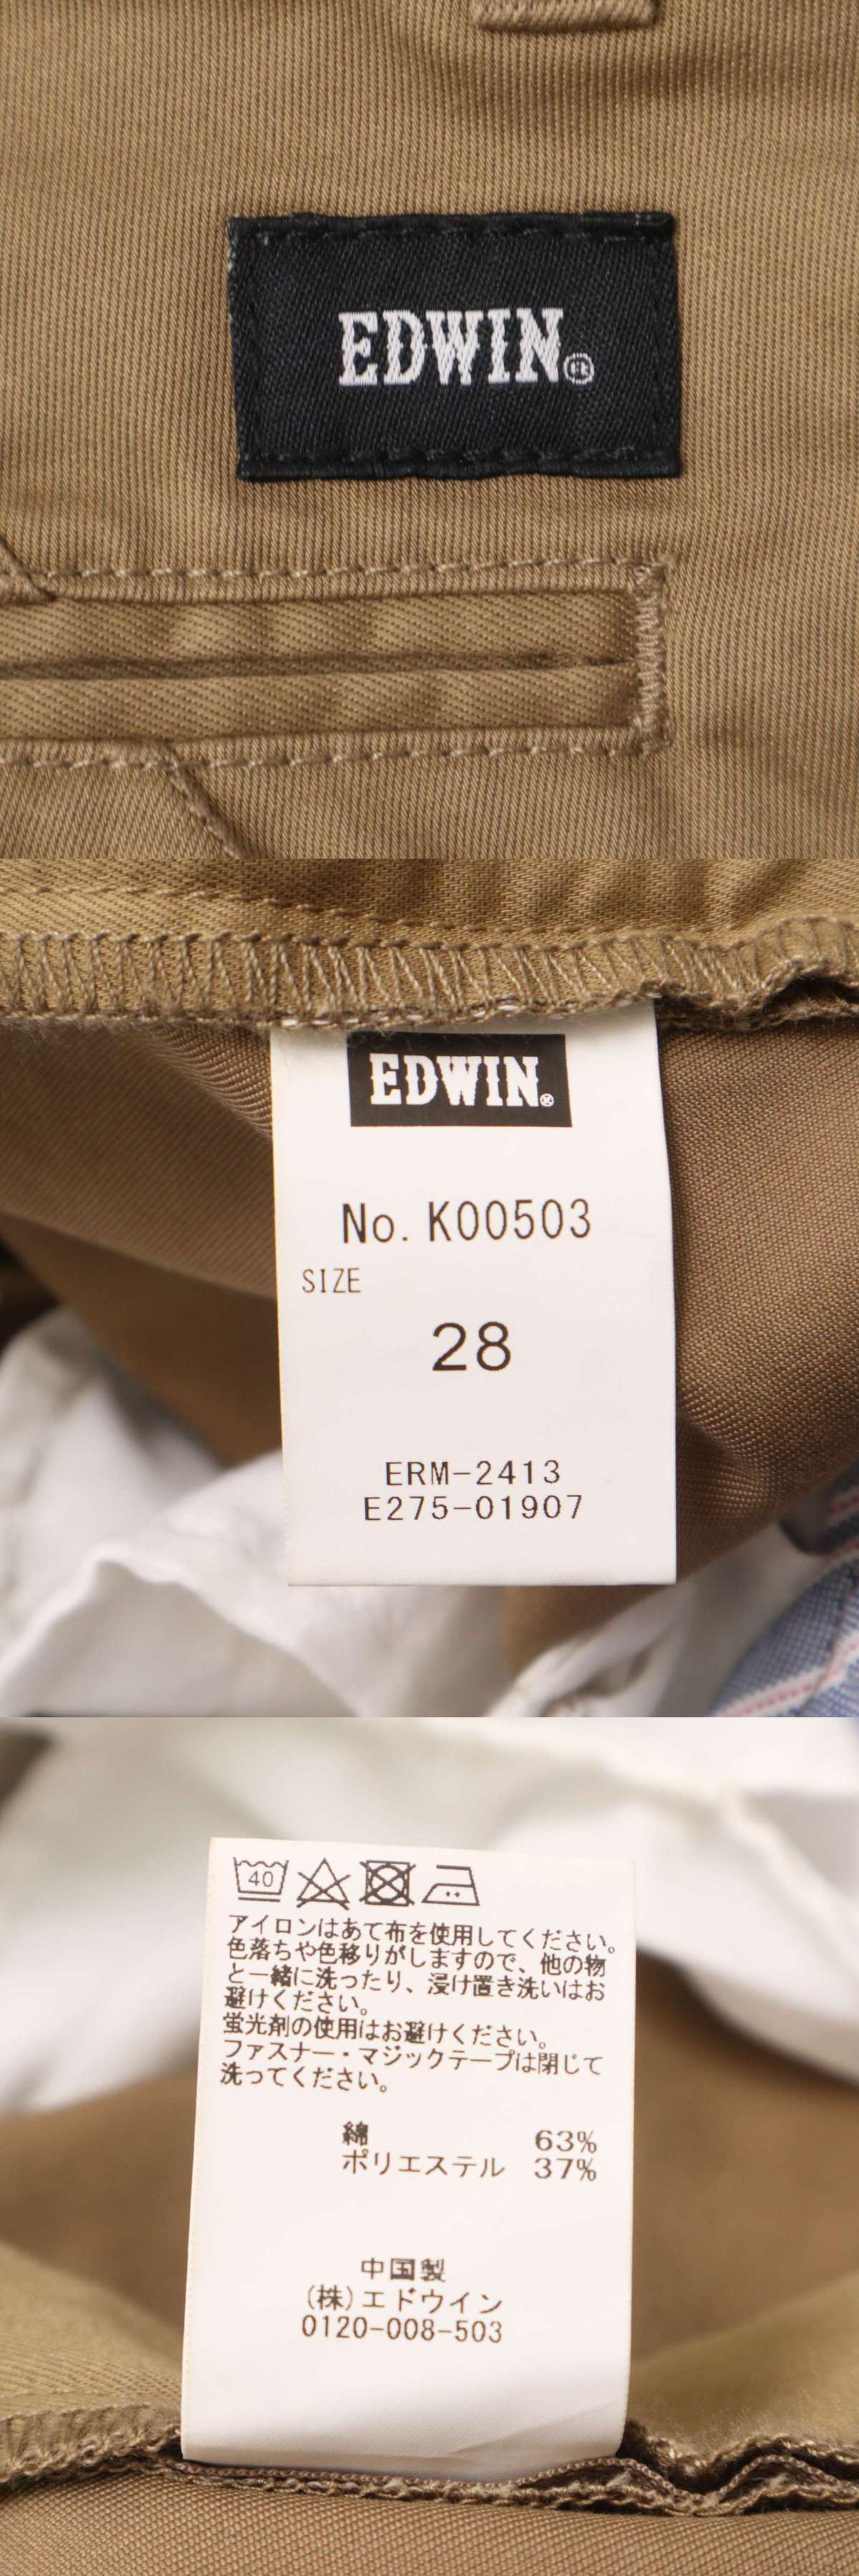 EDWIN®
EDWIN®
No. K00503
SIZE
28
ERM-2413
E275-01907
40
アイロンはあて布を使用してください。
色落ちや色移りがしますので、他の物
と一緒に洗ったり、浸け置き洗いはお
避けください。
蛍光剤の使用はお避けください。
ファスナー・マジックテープは閉じて
洗ってください。
綿 63%
ポリエステル 37%
中国製
(株)エドウイン
0120-008-503